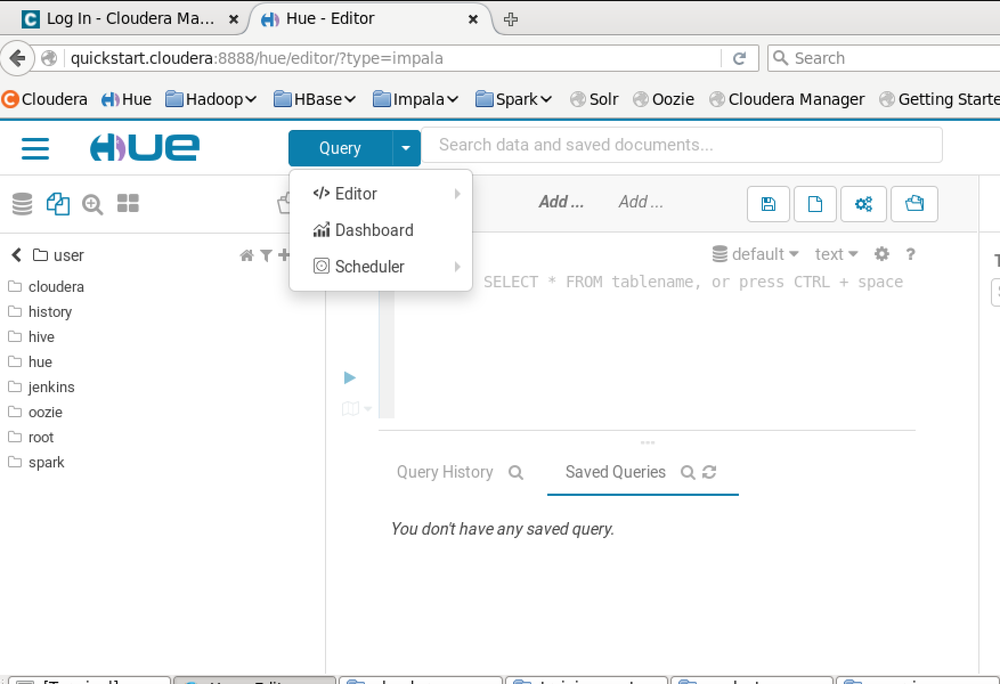 Log In - Cloudera Ma...
Hue - Editor
quickstart.cloudera:8888/hue/editor/?type=impala
Search
Cloudera
Hue
Hadoop
HBase
Impala
Spark
Solr
Oozie
Cloudera Manager
Getting Starte
HUE
Query
Search data and saved documents...
Editor
Dashboard
Scheduler
Add ...
Add ...
user
default
text
?
SELECT * FROM tablename, or press CTRL + space
cloudera
history
hive
hue
jenkins
oozie
root
spark
Query History
Saved Queries
You don't have any saved query.